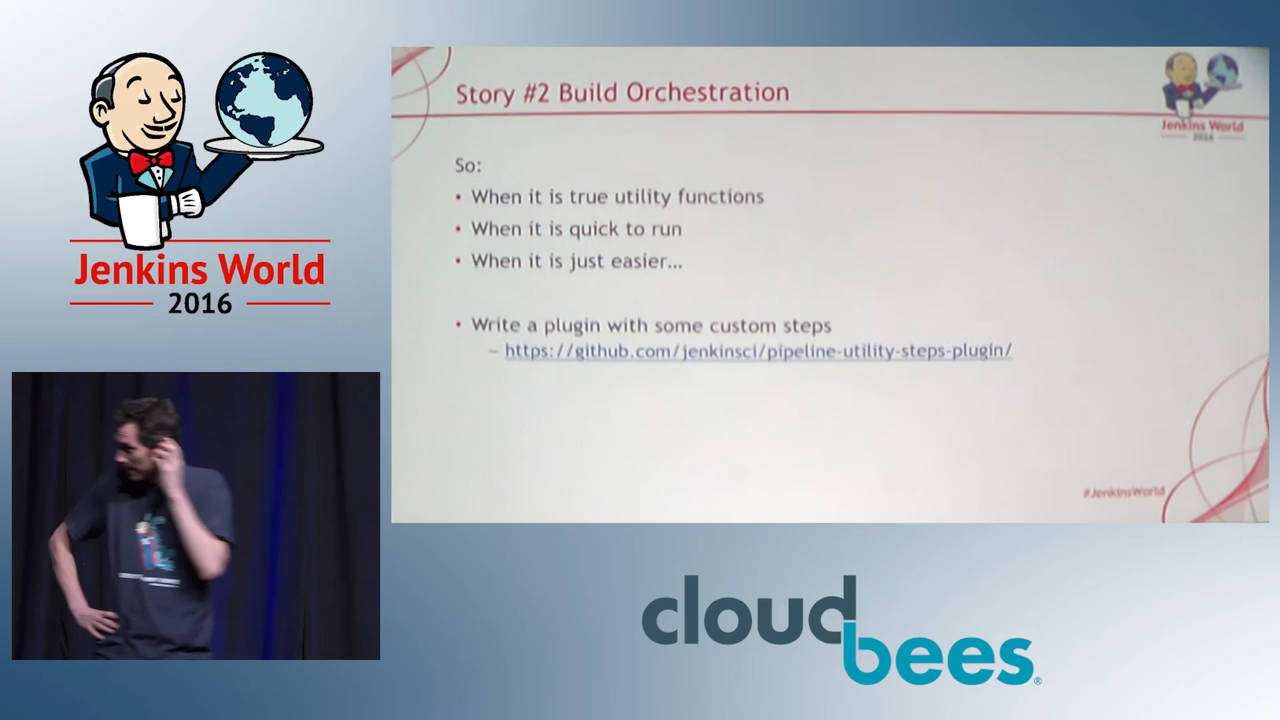 Jenkins World
2016
Story #2 Build Orchestration
Jenkins World
2016
So:
• When it is true utility functions
• When it is quick to run
• When it is just easier...
• Write a plugin with some custom steps
– https://github.com/jenkinsci/pipeline-utility-steps-plugin/
#JenkinsWorld
cloud
bees®